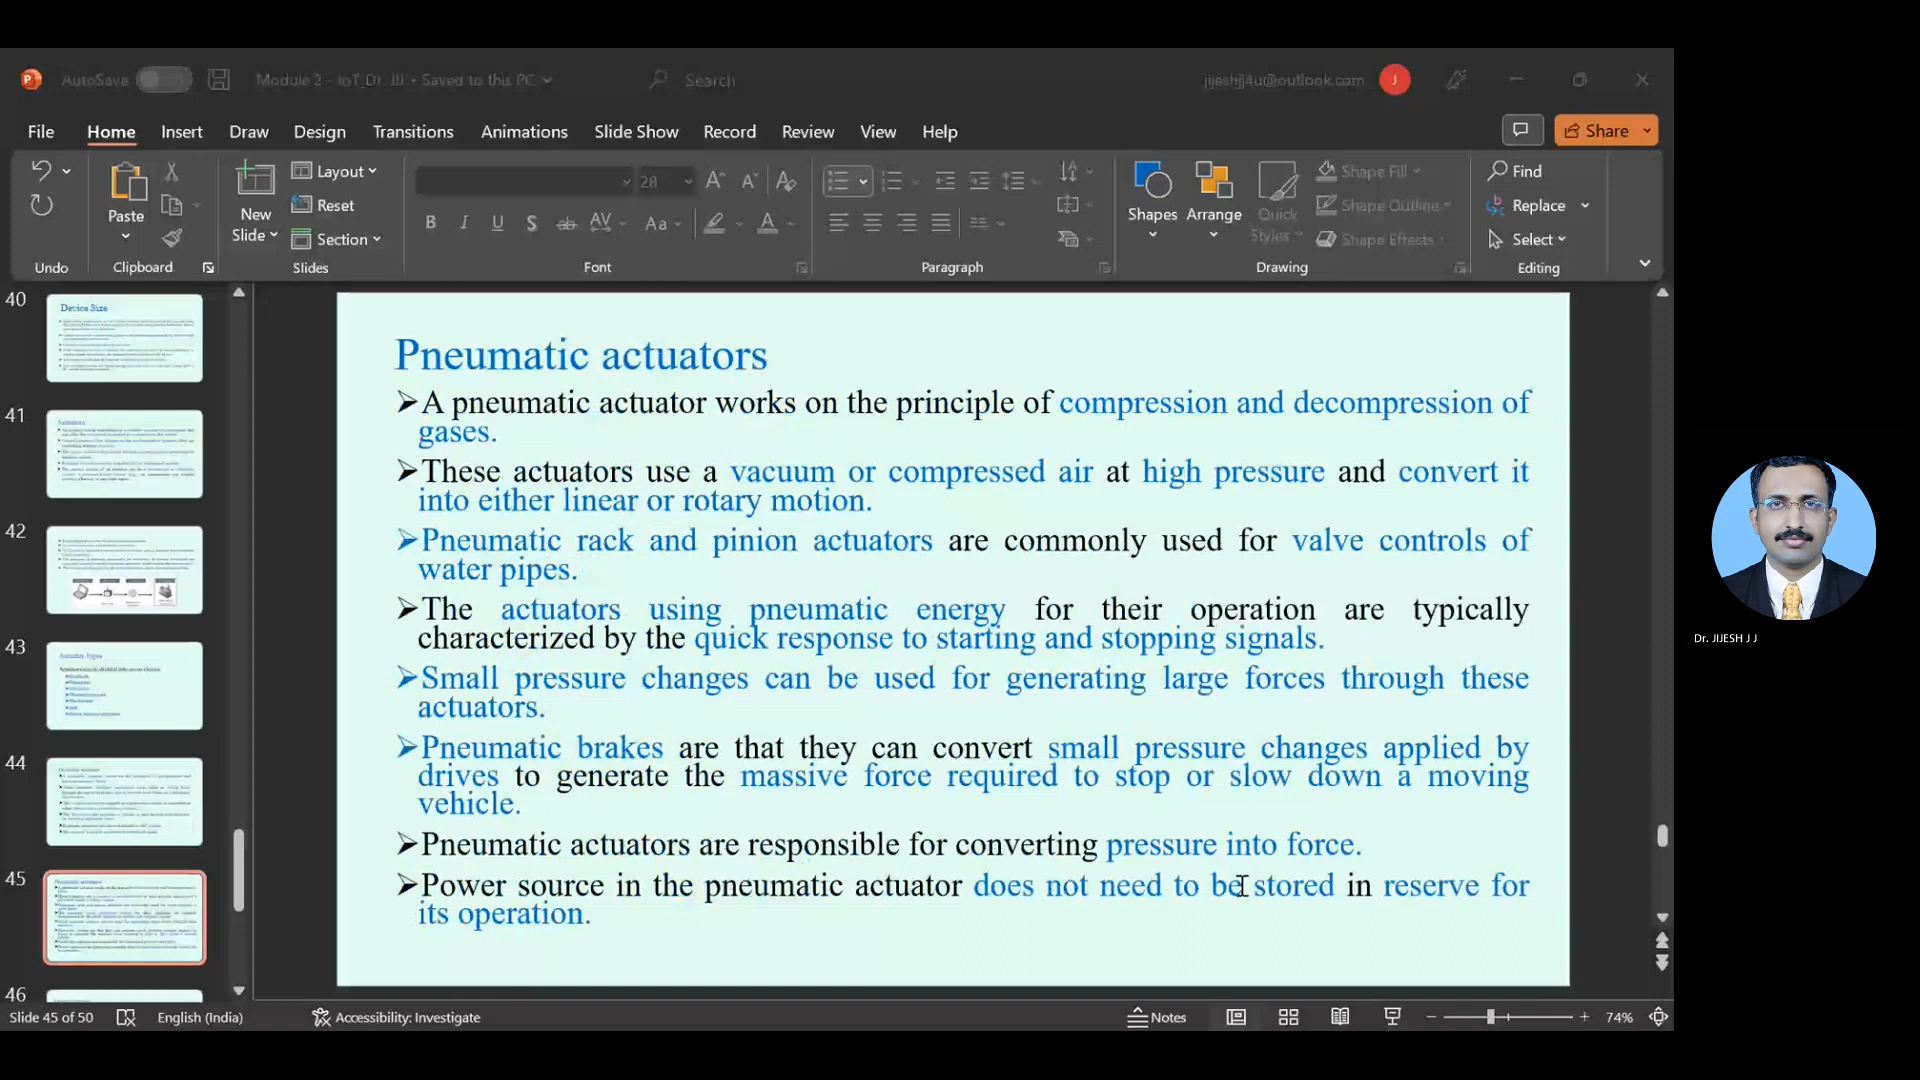 AutoSave
Module 2 - IoT_Dr. JJJ • Saved to this PC
Search
jijeshjj4u@outlook.com
J
File
Home
Insert
Draw
Design
Transitions
Animations
Slide Show
Record
Review
View
Help
Share
Paste
New
Slide
Layout
Reset
Section
28
B
I
U
S
ab
AV
Aa
A
Shapes
Arrange
Quick
Styles
Shape Fill
Shape Outline
Shape Effects
Find
Replace
Select
Undo
Clipboard
Slides
Font
Paragraph
Drawing
Editing
40
Device Size
41
Actuators
42
43
Actuator Types
44
45
Pneumatic actuators
46
Pneumatic actuators
➢A pneumatic actuator works on the principle of compression and decompression of
gases.
➢These actuators use a vacuum or compressed air at high pressure and convert it
into either linear or rotary motion.
➢Pneumatic rack and pinion actuators are commonly used for valve controls of
water pipes.
➢The actuators using pneumatic energy for their operation are typically
characterized by the quick response to starting and stopping signals.
➢Small pressure changes can be used for generating large forces through these
actuators.
➢Pneumatic brakes are that they can convert small pressure changes applied by
drives to generate the massive force required to stop or slow down a moving
vehicle.
➢Pneumatic actuators are responsible for converting pressure into force.
➢Power source in the pneumatic actuator does not need to be stored in reserve for
its operation.
Dr. JIJESH J J
Slide 45 of 50
English (India)
Accessibility: Investigate
Notes
74%